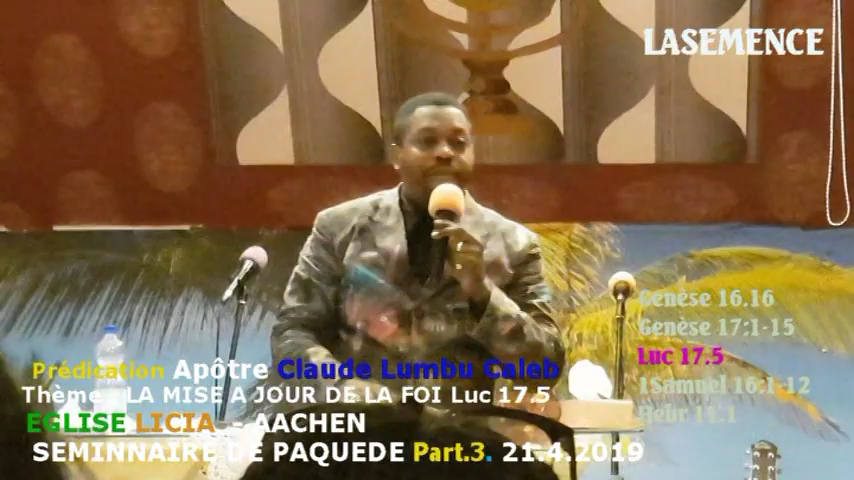 LASEMENCE
Genèse 16.16
Genèse 17:1-15
Luc 17.5
1Samuel 16:1-12
Hebr 11.1
Prédication Apôtre Claude Lumbu Caleb
Thème : LA MISE A JOUR DE LA FOI Luc 17.5
EGLISE LICIA - AACHEN
SEMINNAIRE DE PAQUEDE Part.3. 21.4.2019